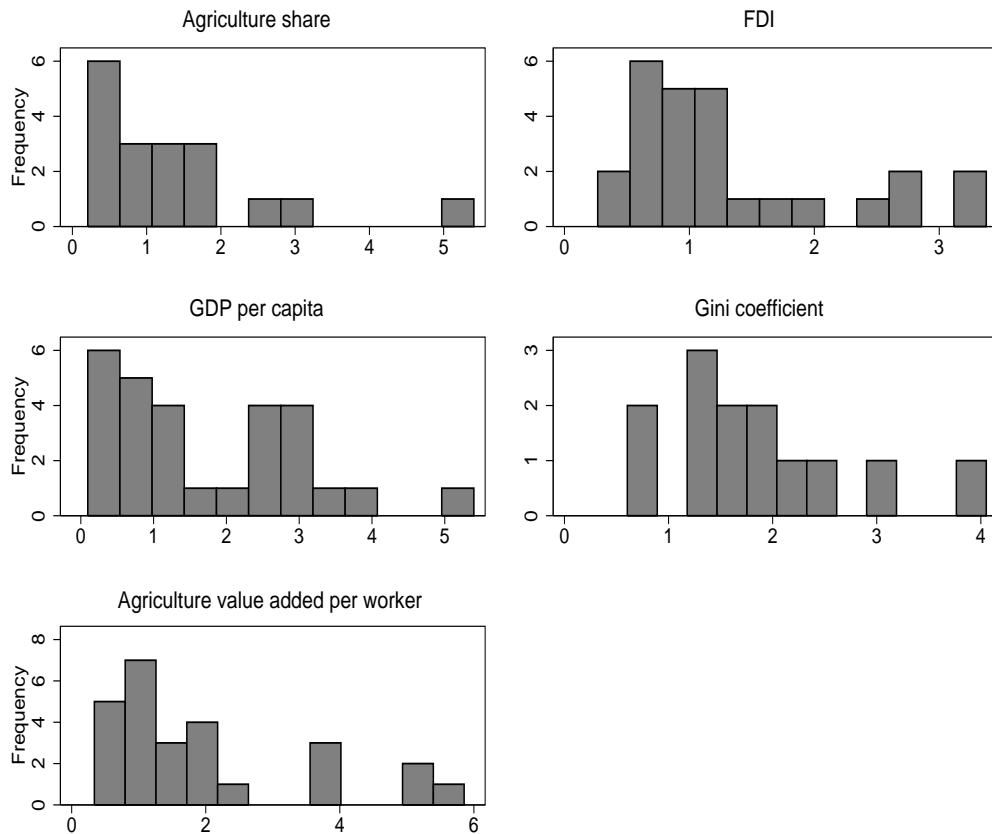 Agriculture share
Frequency
0 2 4 6
0 1 2 3 4 5
FDI
0 2 4 6
0 1 2 3
GDP per capita
Frequency
0 2 4 6
0 1 2 3 4 5
Gini coefficient
0 1 2 3
0 1 2 3 4
Agriculture value added per worker
Frequency
0 2 4 6 8
0 2 4 6